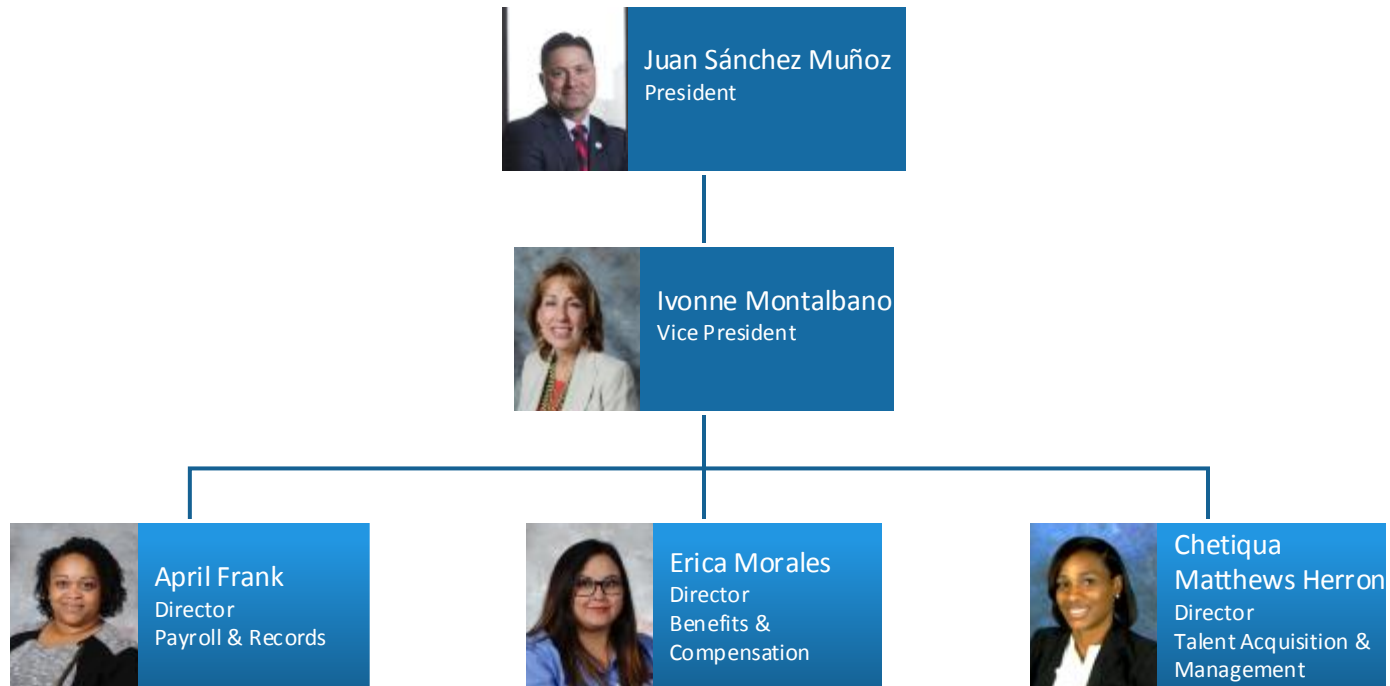 Juan Sánchez Muñoz
President
Ivonne Montalbano
Vice President
April Frank
Director
Payroll & Records
Erica Morales
Director
Benefits &
Compensation
Chetiqua
Matthews Herron
Director
Talent Acquisition &
Management